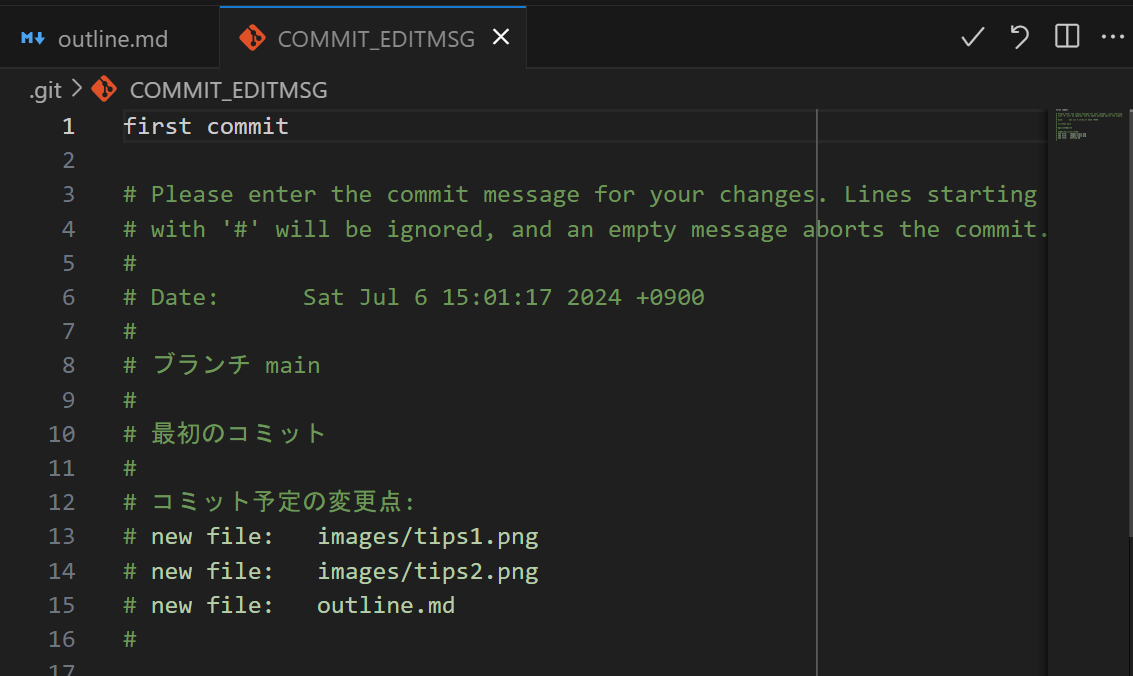 outline.md
COMMIT_EDITMSG
.git > COMMIT_EDITMSG
1 first commit
2
3 # Please enter the commit message for your changes. Lines starting
4 # with '#' will be ignored, and an empty message aborts the commit.
5 #
6 # Date:      Sat Jul 6 15:01:17 2024 +0900
7 #
8 # ブランチ main
9 #
10 # 最初のコミット
11 #
12 # コミット予定の変更点:
13 # new file:   images/tips1.png
14 # new file:   images/tips2.png
15 # new file:   outline.md
16 #
17